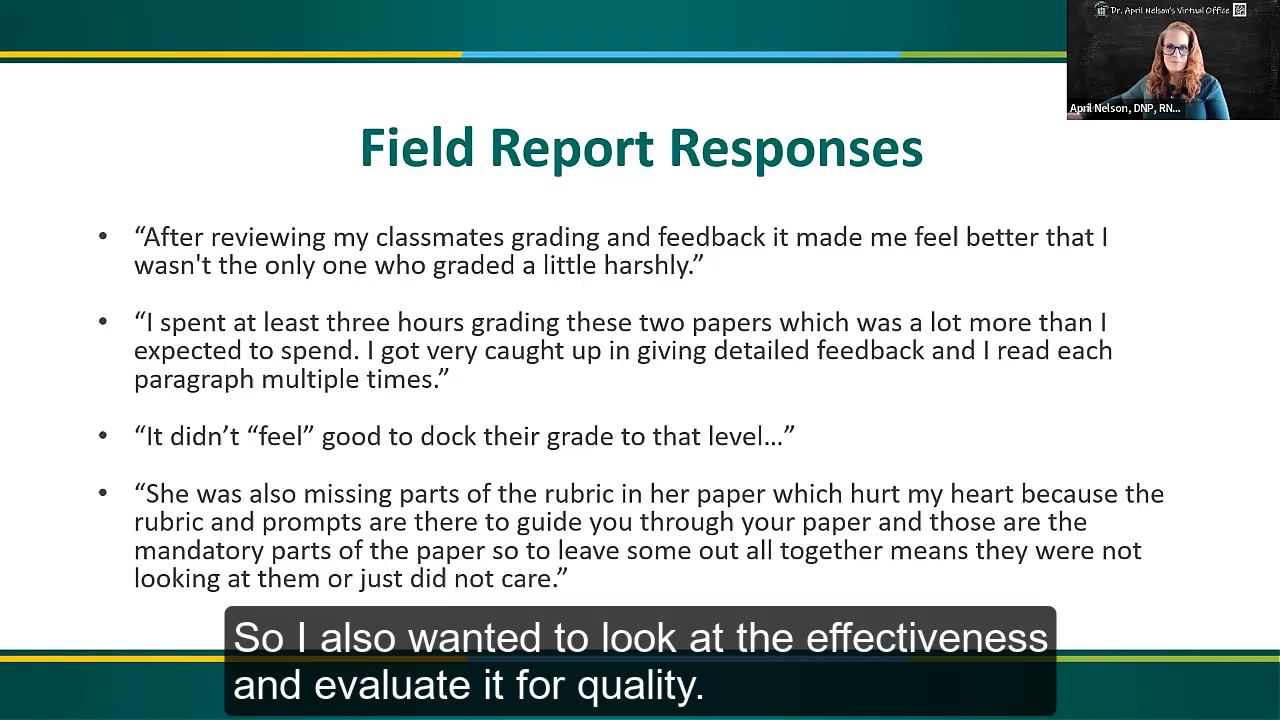 Dr. April Nelson's Virtual Office
April Nelson, DNP, RN...
Field Report Responses
• “After reviewing my classmates grading and feedback it made me feel better that I
wasn't the only one who graded a little harshly.”
• “I spent at least three hours grading these two papers which was a lot more than I
expected to spend. I got very caught up in giving detailed feedback and I read each
paragraph multiple times.”
• “It didn’t “feel” good to dock their grade to that level…”
• “She was also missing parts of the rubric in her paper which hurt my heart because the
rubric and prompts are there to guide you through your paper and those are the
mandatory parts of the paper so to leave some out all together means they were not
looking at them or just did not care.”
So I also wanted to look at the effectiveness
and evaluate it for quality.